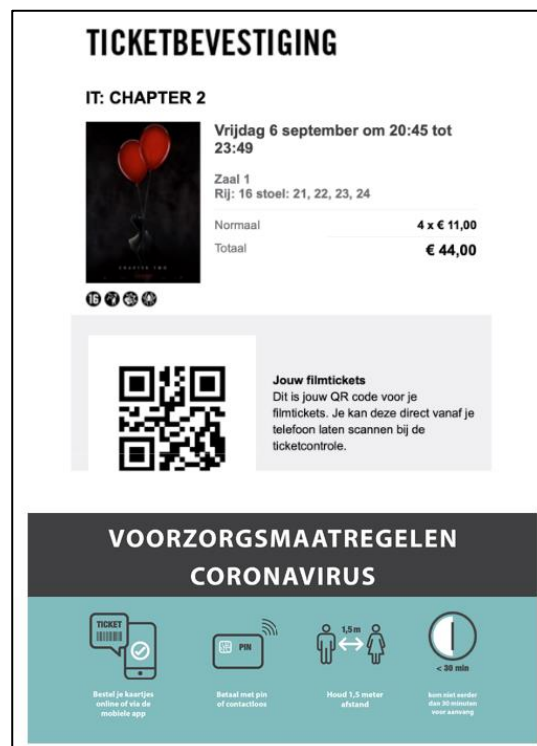 TICKETBEVESTIGING
IT: CHAPTER 2
Vrijdag 6 september om 20:45 tot
23:49
Zaal 1
Rij: 16 stoel: 21, 22, 23, 24
Normaal 4 x € 11,00
Totaal € 44,00
CHAPTER TWO
16
Jouw filmtickets
Dit is jouw QR code voor je
filmtickets. Je kan deze direct vanaf je
telefoon laten scannen bij de
ticketcontrole.
VOORZORGSMAATREGELEN
CORONAVIRUS
TICKET
PIN
1,5 m
< 30 min
Bestel je kaartjes
online of via de
mobiele app
Betaal met pin
of contactloos
Houd 1,5 meter
afstand
kom niet eerder
dan 30 minuten
voor aanvang